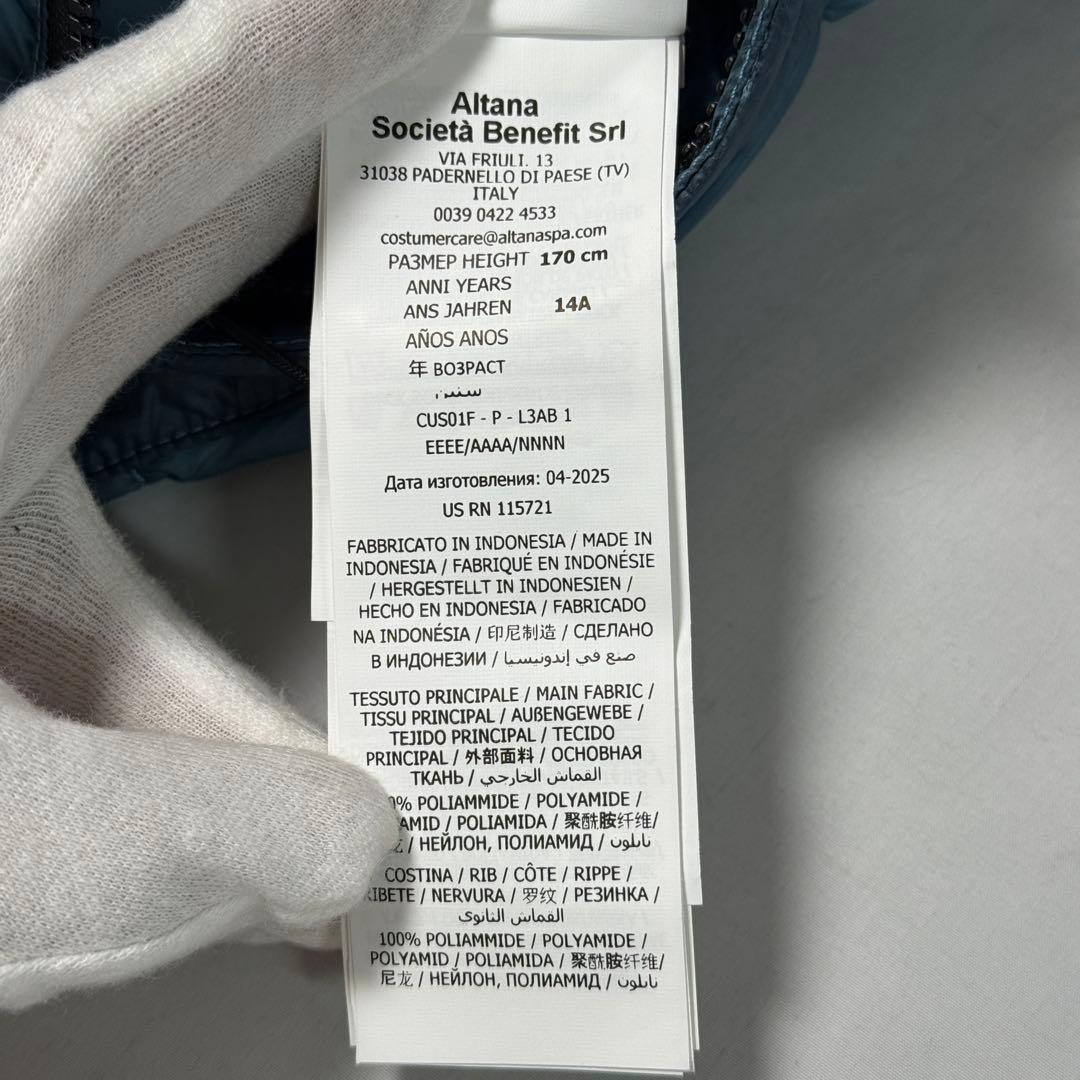 Altana
Società Benefit Srl
VIA FRIULI, 13
31038 PADERNELLO DI PAESE (TV)
ITALY
0039 0422 4533
costumercare@altanaspa.com
РАЗМЕР HEIGHT 170 cm
ANNI YEARS
ANS JAHREN 14A
AÑOS ANOS
年 ВОЗРАСТ
سنين
CUS01F - P - L3AB 1
EEEE/AAAA/NNNN
Дата изготовления: 04-2025
US RN 115721
FABBRICATO IN INDONESIA / MADE IN
INDONESIA / FABRIQUÉ EN INDONÉSIE
/ HERGESTELLT IN INDONESIEN /
HECHO EN INDONESIA / FABRICADO
NA INDONÉSIA / 印尼制造 / СДЕЛАНО
В ИНДОНЕЗИИ / صنع في إندونيسيا
TESSUTO PRINCIPALE / MAIN FABRIC /
TISSU PRINCIPAL / AUßENGEWEBE /
TEJIDO PRINCIPAL / TECIDO
PRINCIPAL / 外部面料 / ОСНОВНАЯ
ТКАНЬ / القماش الخارجي
0% POLIAMMIDE / POLYAMIDE /
AMID / POLIAMIDA / 聚酰胺纤维/
龙 / НЕЙЛОН, ПОЛИАМИД / نايلون
COSTINA / RIB / CÔTE / RIPPE /
RIBETE / NERVURA / 罗纹 / РЕЗИНКА /
القماش الثانوي
100% POLIAMMIDE / POLYAMIDE /
POLYAMID / POLIAMIDA / 聚酰胺纤维/
尼龙 / НЕЙЛОН, ПОЛИАМИД / نايلون